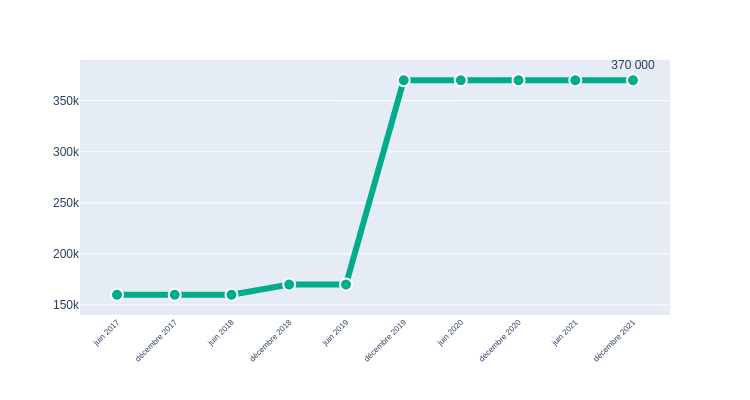 370 000
350k
300k
250k
200k
150k
juin 2017
décembre 2017
juin 2018
décembre 2018
juin 2019
décembre 2019
juin 2020
décembre 2020
juin 2021
décembre 2021